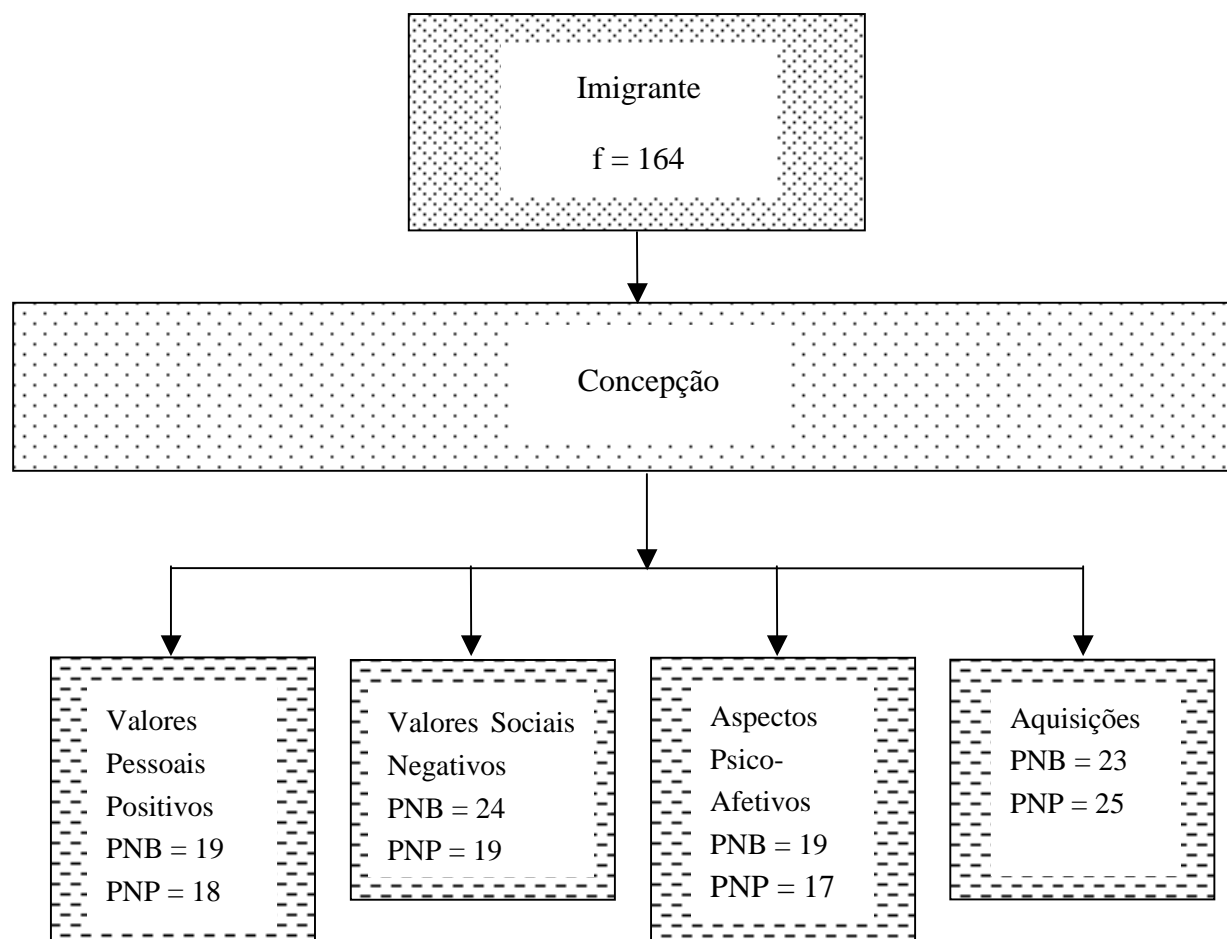 Imigrante
f = 164
Concepção
Valores
Pessoais
Positivos
PNB = 19
PNP = 18
Valores Sociais
Negativos
PNB = 24
PNP = 19
Aspectos
Psico-
Afetivos
PNB = 19
PNP = 17
Aquisições
PNB = 23
PNP = 25